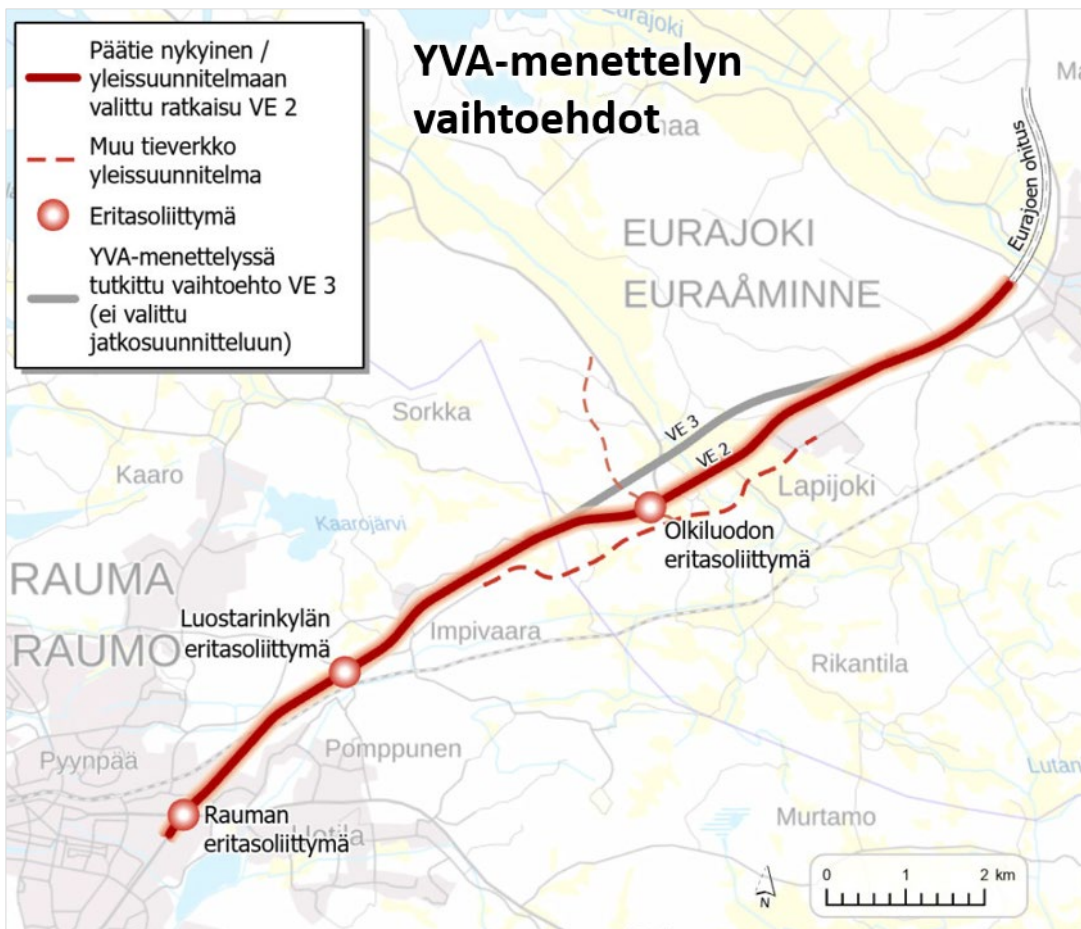 Päätie nykyinen /
yleissuunnitelmaan
valittu ratkaisu VE 2
Muu tieverkko
yleissuunnitelma
Eritasoliittymä
YVA-menettelyssä
tutkittu vaihtoehto VE 3
(ei valittu
jatkosuunnitteluun)
YVA-menettelyn
vaihtoehdot
Eurajoki
Eurajoen ohitus
EURAJOKI
EURAÅMINNE
Sorkka
VE 3
VE 2
Kaaro
Kaarojärvi
Lapijoki
Olkiluodon
eritasoliittymä
RAUMA
RAUMO
Luostarinkylän
eritasoliittymä
Impivaara
Rikantila
Pyynpää
Pomppunen
Lutan
Rauman
eritasoliittymä
Murtamo
N
0 1 2 km